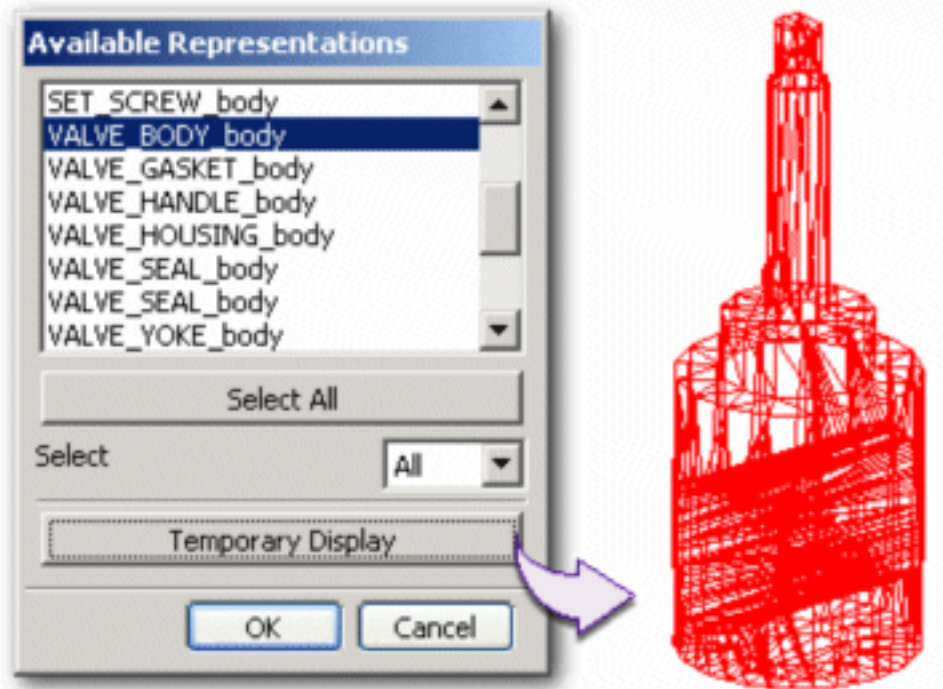 Available Representations
SET_SCREW_body
VALVE_BODY_body
VALVE_GASKET_body
VALVE_HANDLE_body
VALVE_HOUSING_body
VALVE_SEAL_body
VALVE_SEAL_body
VALVE_YOKE_body
Select All
Select All
Temporary Display
OK Cancel